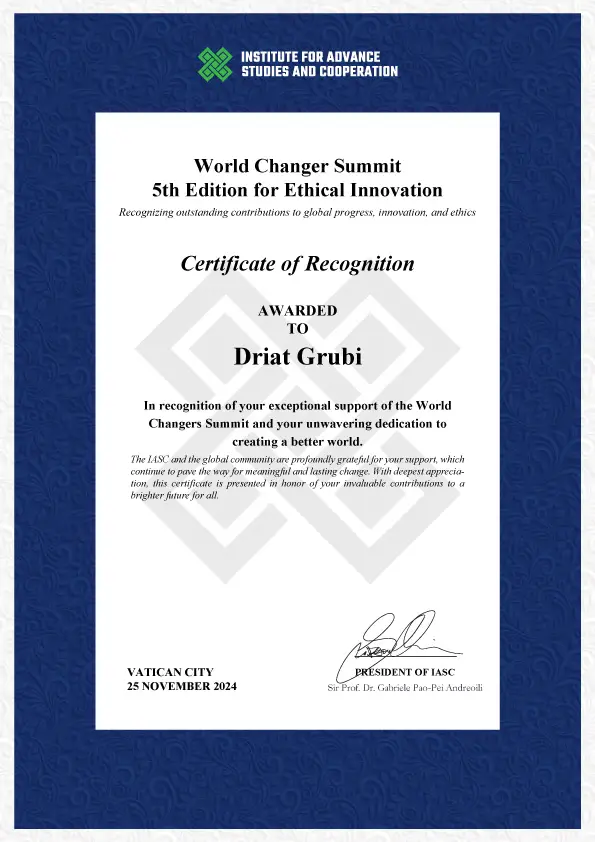 INSTITUTE FOR ADVANCE
STUDIES AND COOPERATION
World Changer Summit
5th Edition for Ethical Innovation
Recognizing outstanding contributions to global progress, innovation, and ethics
Certificate of Recognition
AWARDED
TO
Driat Grubi
In recognition of your exceptional support of the World
Changers Summit and your unwavering dedication to
creating a better world.
The IASC and the global community are profoundly grateful for your support, which
continue to pave the way for meaningful and lasting change. With deepest apprecia-
tion, this certificate is presented in honor of your invaluable contributions to a
brighter future for all.
VATICAN CITY
25 NOVEMBER 2024
PRESIDENT OF IASC
Sir Prof. Dr. Gabriele Pao-Pei Andreoili